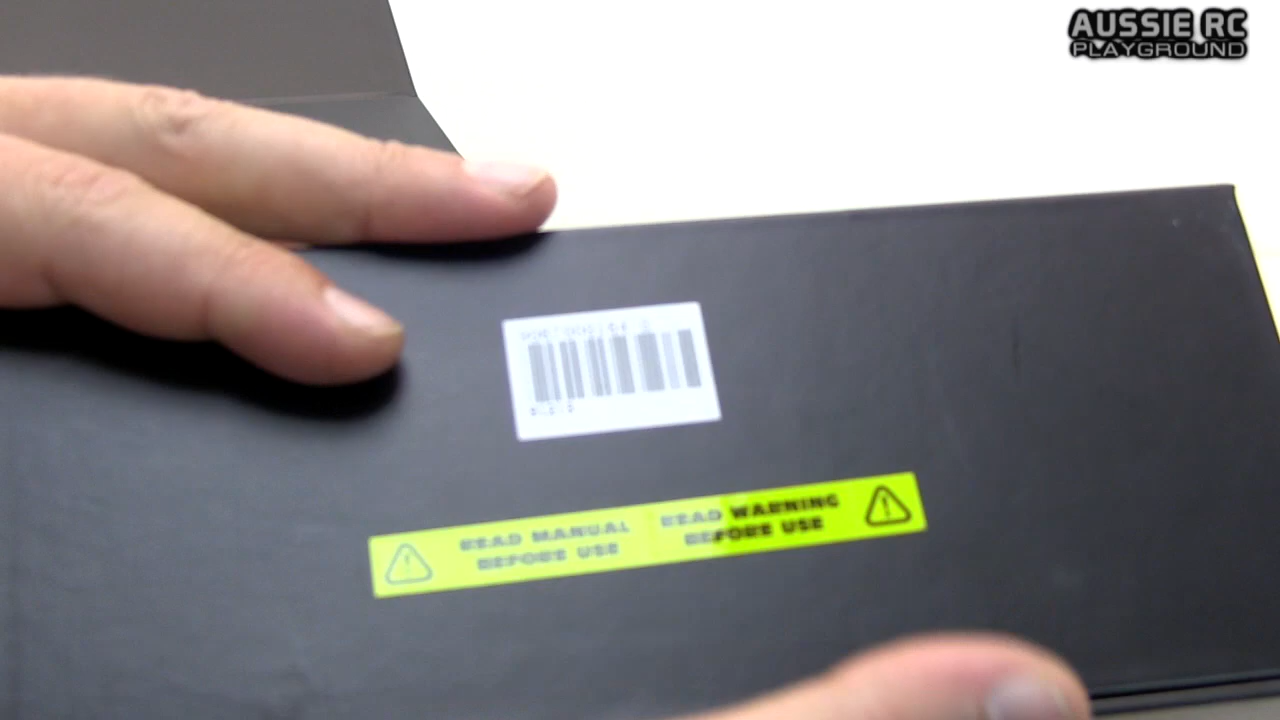 AUSSIE RC
PLAYGROUND
READ MANUAL
BEFORE USE
READ WARNING
BEFORE USE